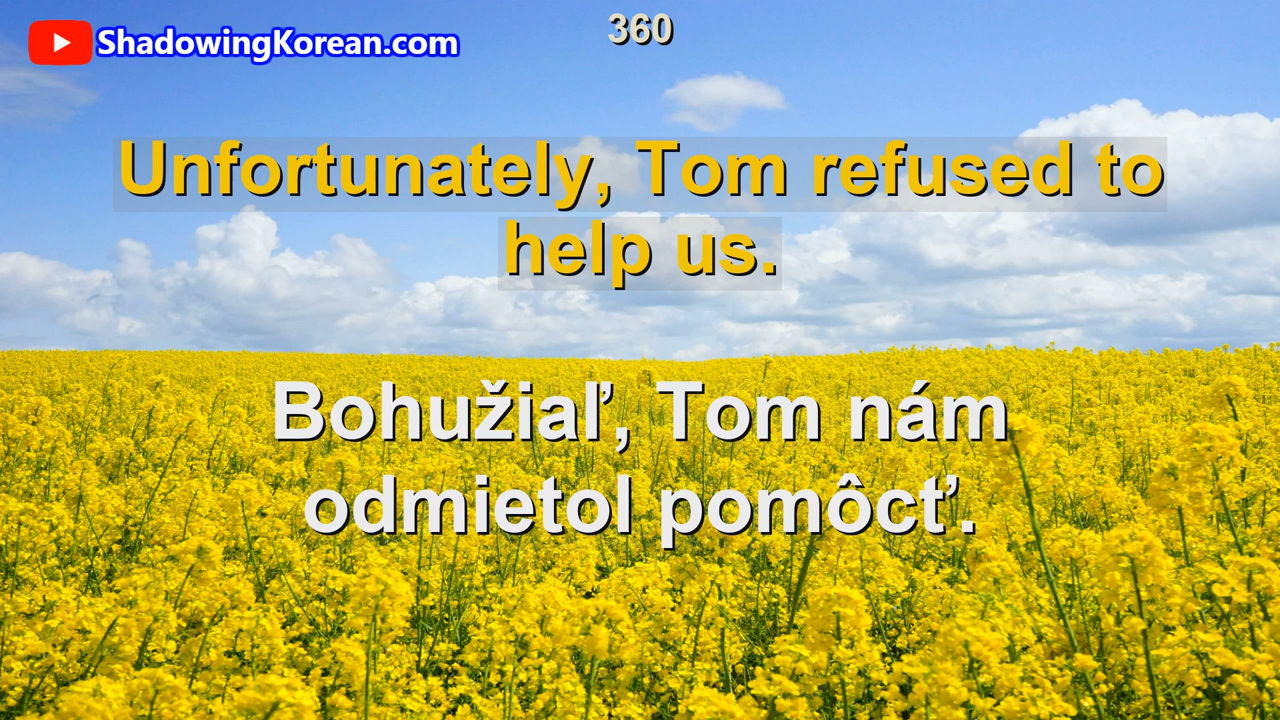 ShadowingKorean.com
360
Unfortunately, Tom refused to
help us.
Bohužiaľ, Tom nám
odmietol pomôcť.